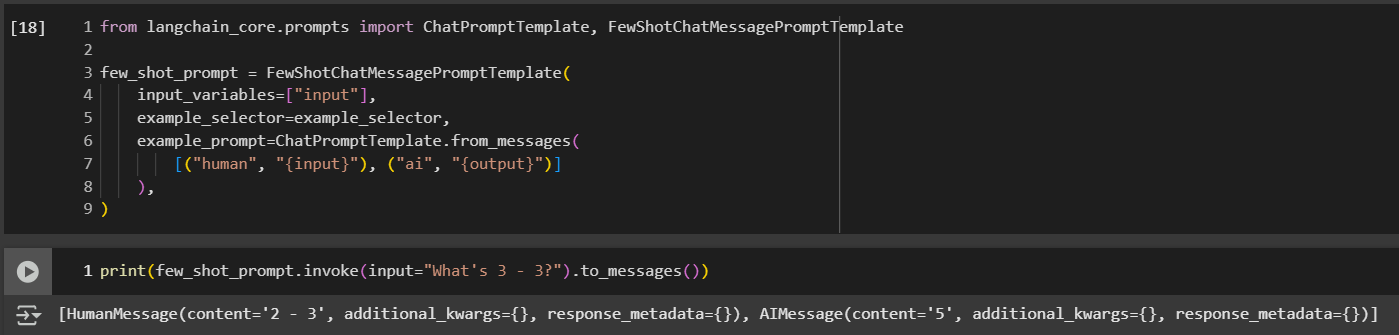 [18] 1 from langchain_core.prompts import ChatPromptTemplate, FewShotChatMessagePromptTemplate
2
3 few_shot_prompt = FewShotChatMessagePromptTemplate(
4     input_variables=["input"],
5     example_selector=example_selector,
6     example_prompt=ChatPromptTemplate.from_messages(
7         [("human", "{input}"), ("ai", "{output}")]
8     ),
9 )
1 print(few_shot_prompt.invoke(input="What's 3 - 3?").to_messages())
[HumanMessage(content='2 - 3', additional_kwargs={}, response_metadata={}), AIMessage(content='5', additional_kwargs={}, response_metadata={})]